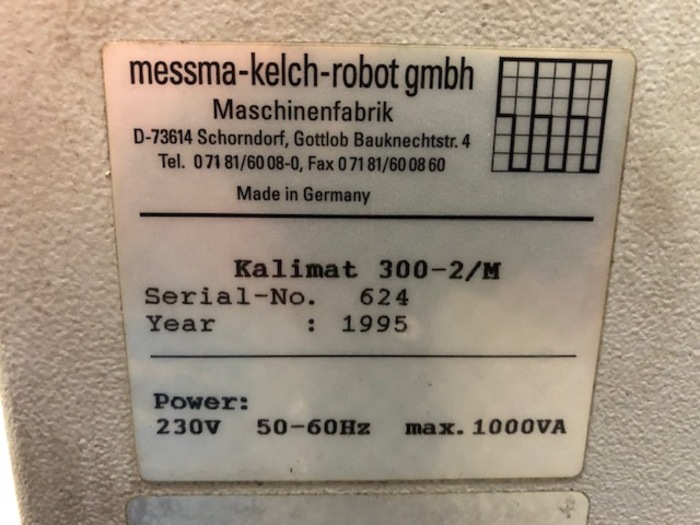 messma-kelch-robot gmbh
Maschinenfabrik
D-73614 Schorndorf, Gottlob Bauknechtstr. 4
Tel. 0 71 81/60 08-0, Fax 0 71 81/60 08 60
Made in Germany
Kalimat 300-2/M
Serial-No. 624
Year : 1995
Power:
230V 50-60Hz max. 1000VA